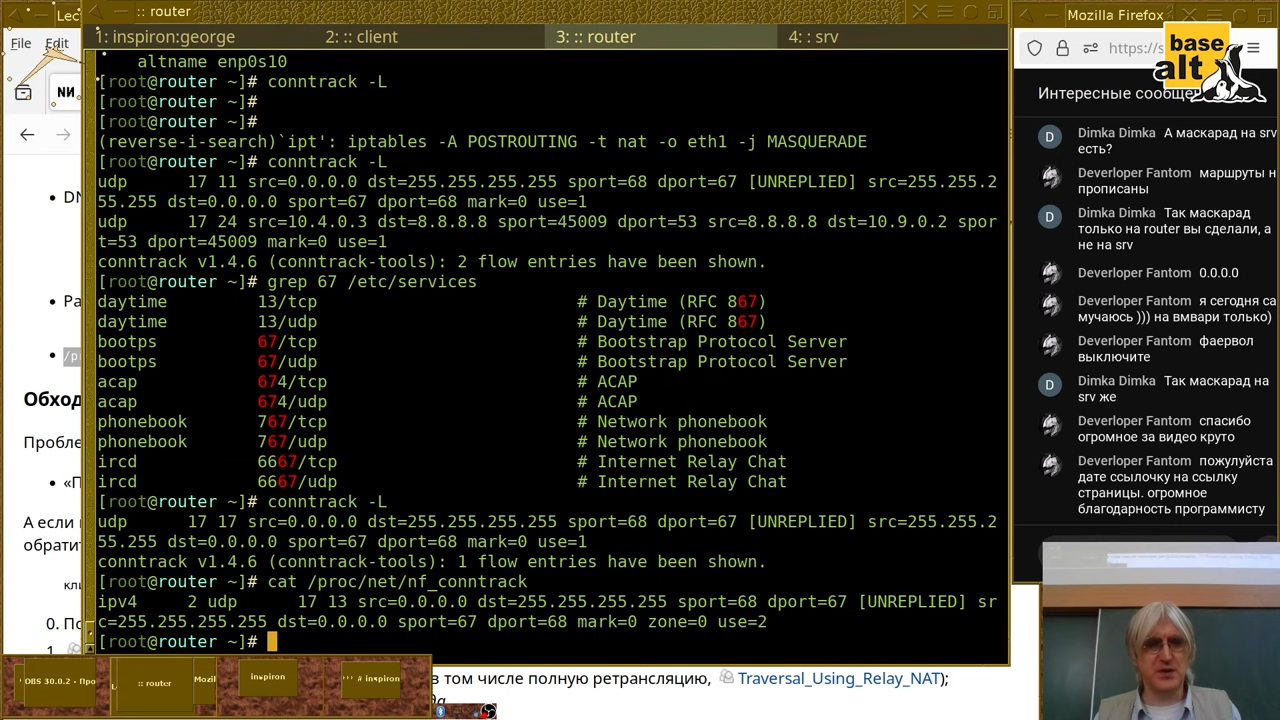 Lec
:: router
Mozilla Firefox
1: inspiron:george
2: :: client
3: :: router
4: :: srv
File Edit
https://s
base
alt
altname enp0s10
[root@router ~]# conntrack -L
[root@router ~]#
[root@router ~]#
(reverse-i-search)`ipt': iptables -A POSTROUTING -t nat -o eth1 -j MASQUERADE
[root@router ~]# conntrack -L
udp      17 11 src=0.0.0.0 dst=255.255.255.255 sport=68 dport=67 [UNREPLIED] src=255.255.2
55.255 dst=0.0.0.0 sport=67 dport=68 mark=0 use=1
udp      17 24 src=10.4.0.3 dst=8.8.8.8 sport=45009 dport=53 src=8.8.8.8 dst=10.9.0.2 spor
t=53 dport=45009 mark=0 use=1
conntrack v1.4.6 (conntrack-tools): 2 flow entries have been shown.
[root@router ~]# grep 67 /etc/services
daytime         13/tcp                          # Daytime (RFC 867)
daytime         13/udp                          # Daytime (RFC 867)
bootps          67/tcp                          # Bootstrap Protocol Server
bootps          67/udp                          # Bootstrap Protocol Server
acap            674/tcp                         # ACAP
acap            674/udp                         # ACAP
phonebook       767/tcp                         # Network phonebook
phonebook       767/udp                         # Network phonebook
ircd            6667/tcp                        # Internet Relay Chat
ircd            6667/udp                        # Internet Relay Chat
[root@router ~]# conntrack -L
udp      17 17 src=0.0.0.0 dst=255.255.255.255 sport=68 dport=67 [UNREPLIED] src=255.255.2
55.255 dst=0.0.0.0 sport=67 dport=68 mark=0 use=1
conntrack v1.4.6 (conntrack-tools): 1 flow entries have been shown.
[root@router ~]# cat /proc/net/nf_conntrack
ipv4     2 udp      17 13 src=0.0.0.0 dst=255.255.255.255 sport=68 dport=67 [UNREPLIED] sr
c=255.255.255.255 dst=0.0.0.0 sport=67 dport=68 mark=0 zone=0 use=2
[root@router ~]#
Интересные сообще
Dimka Dimka А маскарад на srv
есть?
Deverloper Fantom маршруты н
прописаны
Dimka Dimka Так маскарад
только на router вы сделали, а
не на srv
Deverloper Fantom 0.0.0.0
Deverloper Fantom я сегодня са
мучаюсь ))) на вмвари только)
Deverloper Fantom фаервол
выключите
Dimka Dimka Так маскарад на
srv же
Deverloper Fantom спасибо
огромное за видео круто
Deverloper Fantom пожулуйста
дате ссылочку на ссылку
страницы. огромное
благодарность программисту
DN
Ра
/p
Обход
Пробле
«П
А если
обратит
кли
0. По
1.
в том числе полную ретрансляцию, Traversal_Using_Relay_NAT);
OBS 30.0.2 - Про
:: router
Mozil
inspiron
# inspiron